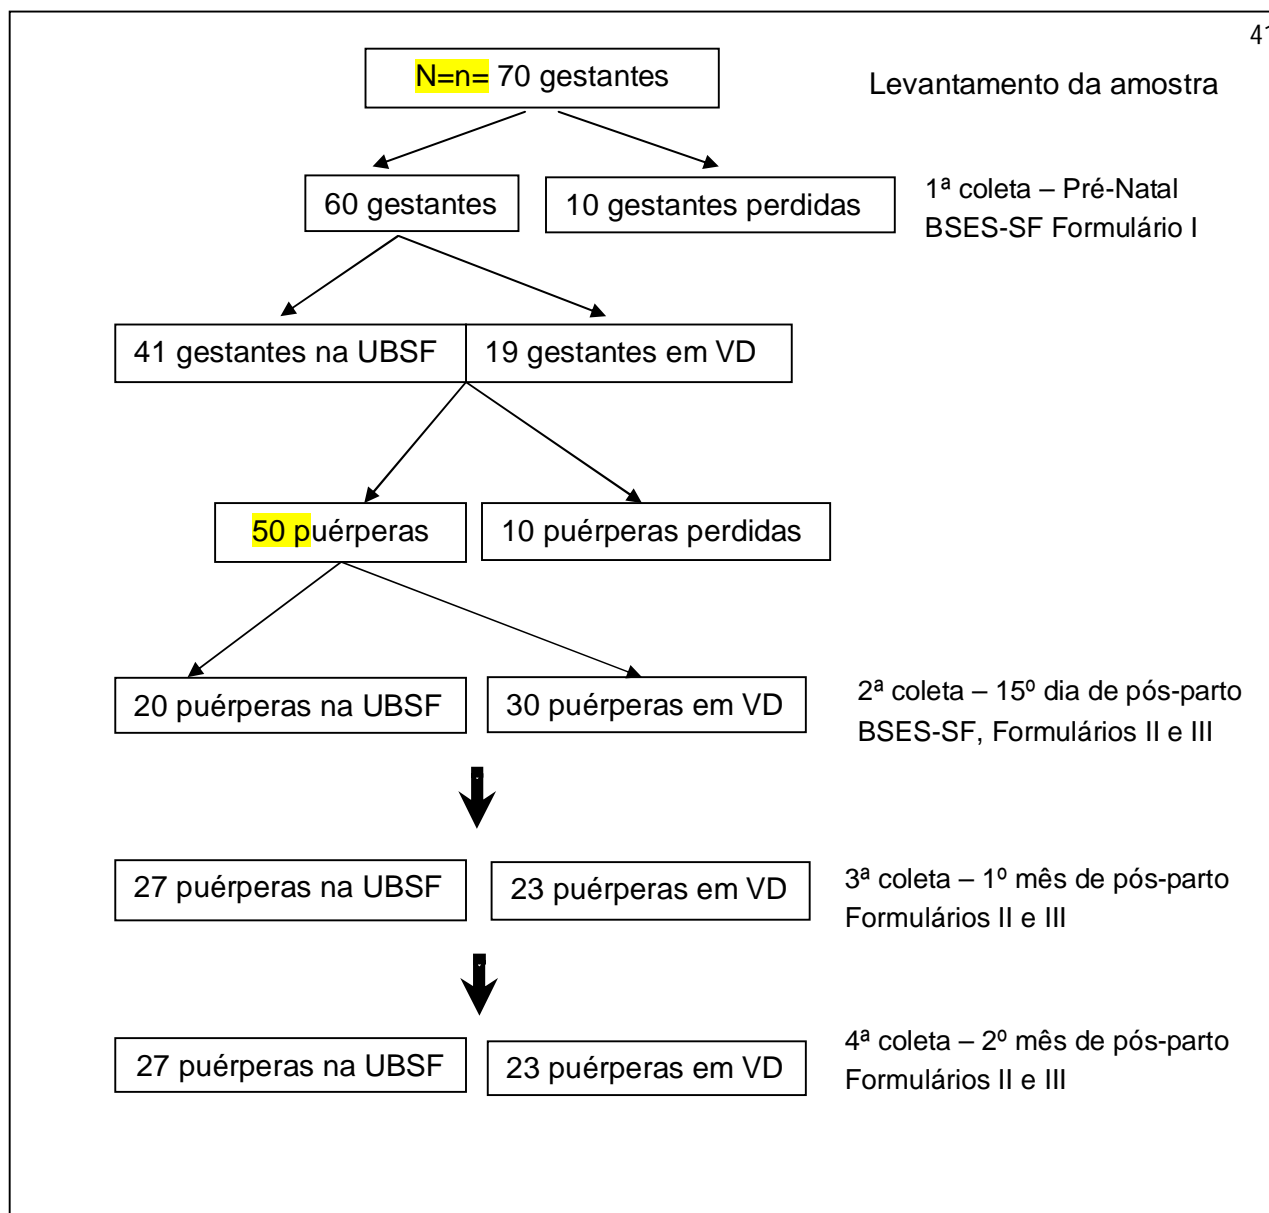 41
N=n= 70 gestantes
Levantamento da amostra
60 gestantes
10 gestantes perdidas
1ª coleta – Pré-Natal
BSES-SF Formulário I
41 gestantes na UBSF
19 gestantes em VD
50 puérperas
10 puérperas perdidas
20 puérperas na UBSF
30 puérperas em VD
2ª coleta – 15º dia de pós-parto
BSES-SF, Formulários II e III
27 puérperas na UBSF
23 puérperas em VD
3ª coleta – 1º mês de pós-parto
Formulários II e III
27 puérperas na UBSF
23 puérperas em VD
4ª coleta – 2º mês de pós-parto
Formulários II e III